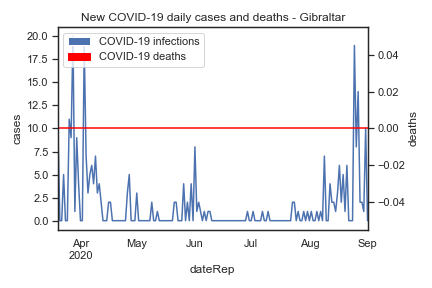 New COVID-19 daily cases and deaths - Gibraltar
COVID-19 infections
COVID-19 deaths
20.0
17.5
15.0
12.5
10.0
7.5
5.0
2.5
0.0
cases
0.04
0.02
0.00
−0.02
−0.04
deaths
Apr
2020
May
Jun
Jul
Aug
Sep
dateRep